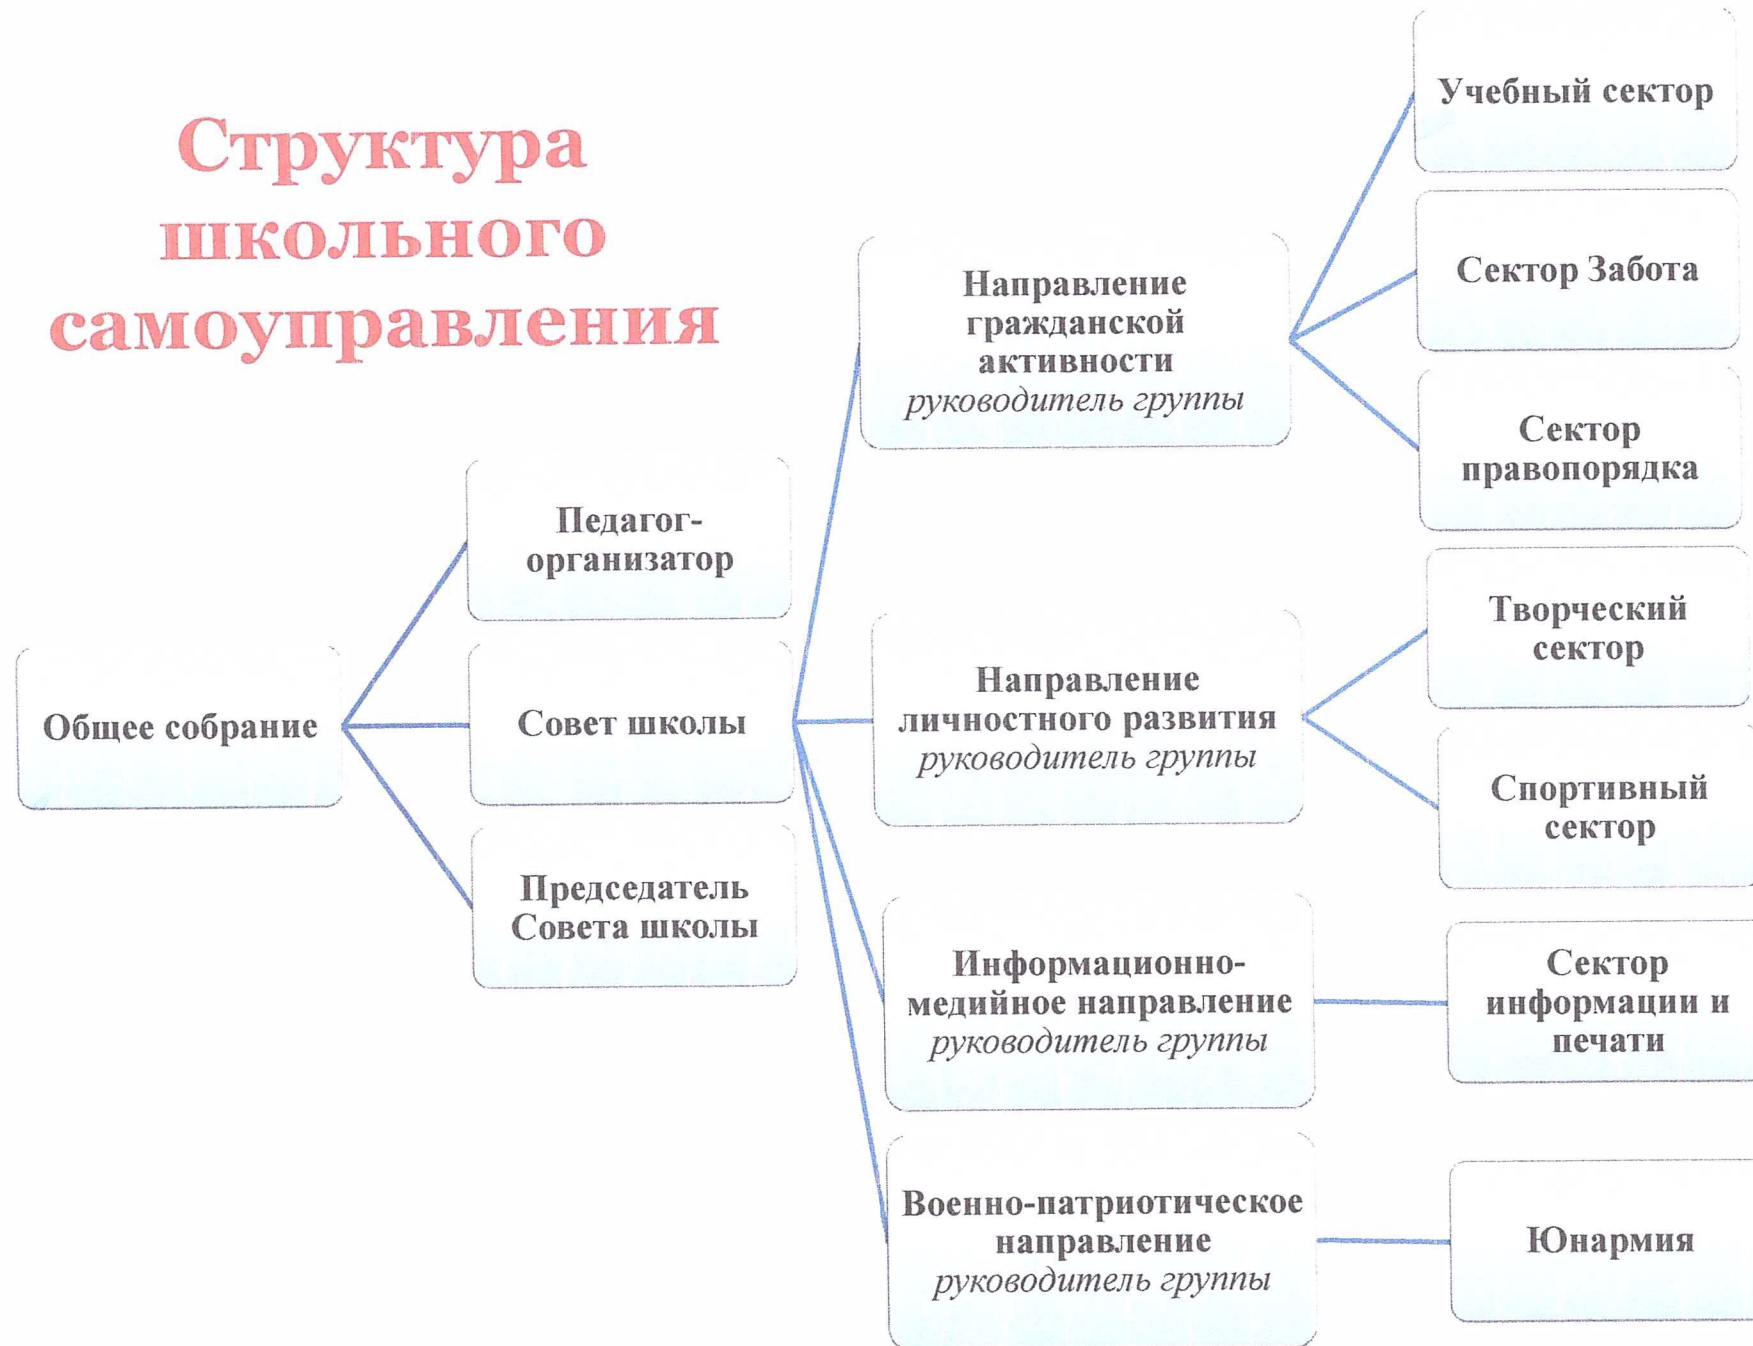 Структура
школьного
самоуправления
Общее собрание
Педагог-
организатор
Совет школы
Председатель
Совета школы
Направление
гражданской
активности
руководитель группы
Направление
личностного развития
руководитель группы
Информационно-
медийное направление
руководитель группы
Военно-патриотическое
направление
руководитель группы
Учебный сектор
Сектор Забота
Сектор
правопорядка
Творческий
сектор
Спортивный
сектор
Сектор
информации и
печати
Юнармия